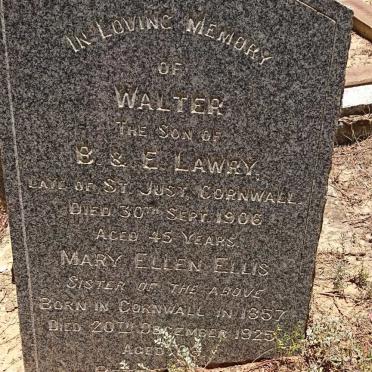 IN LOVING MEMORY
OF
WALTER
THE SON OF
B & E LAWRY,
LATE OF ST JUST, CORNWALL.
DIED 30TH SEPT. 1906
AGED 45 YEARS.
MARY ELLEN ELLIS
SISTER OF THE ABOVE
BORN IN CORNWALL IN 1857
DIED 20TH DECEMBER 1925
AGED